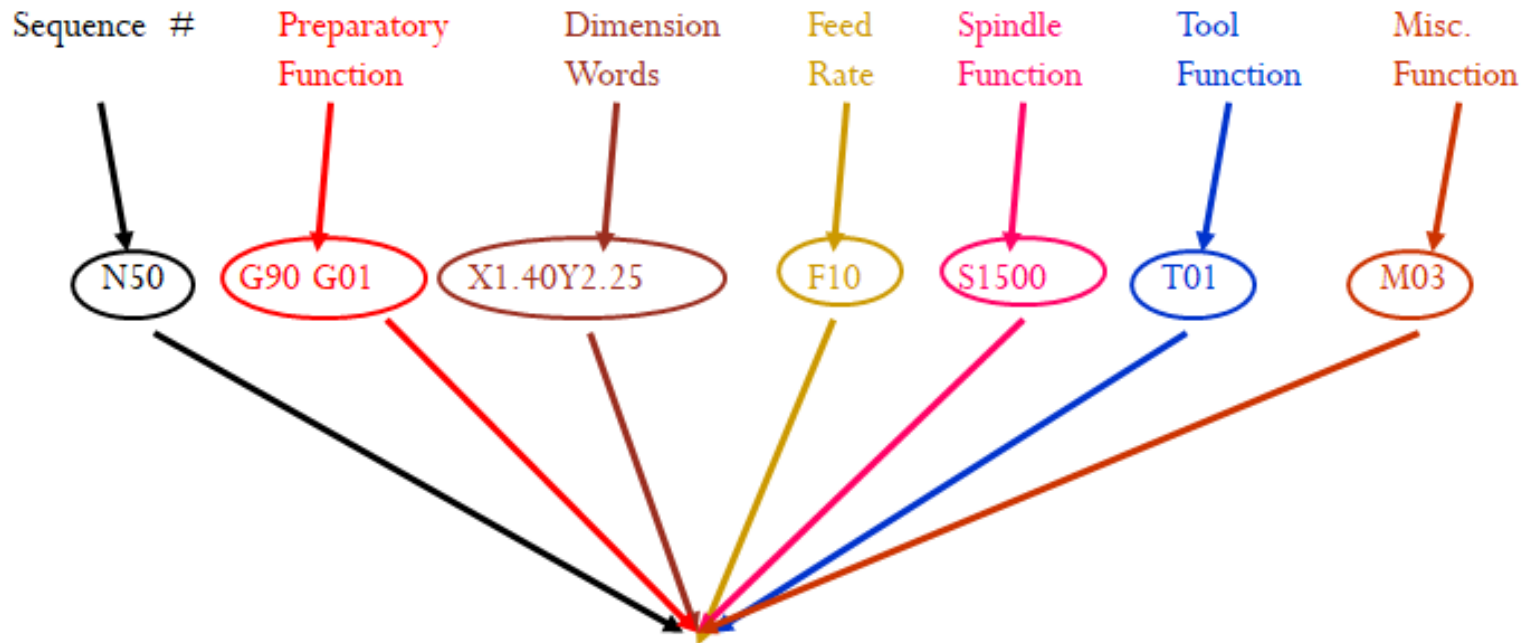 Sequence # Preparatory Dimension Feed Spindle Tool Misc.
Function Words Rate Function Function Function
N50 G90 G01 X1.40Y2.25 F10 S1500 T01 M03